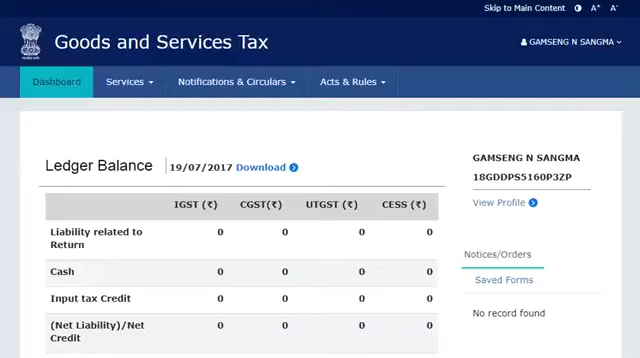 Skip to Main Content A+ A-
Goods and Services Tax
GAMSENG N SANGMA
Dashboard Services Notifications & Circulars Acts & Rules
Ledger Balance 19/07/2017 Download
GAMSENG N SANGMA
18GDDPS5160P3ZP
View Profile
IGST (₹) CGST(₹) UTGST (₹) CESS (₹)
Liability related to
Return 0 0 0 0
Cash 0 0 0 0
Input tax Credit 0 0 0 0
(Net Liability)/Net
Credit 0 0 0 0
Notices/Orders
Saved Forms
No record found